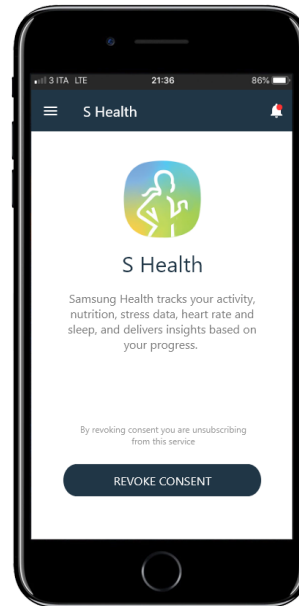 3 ITA LTE 21:36 86%
S Health
S Health
Samsung Health tracks your activity,
nutrition, stress data, heart rate and
sleep, and delivers insights based on
your progress.
By revoking consent you are unsubscribing
from this service
REVOKE CONSENT